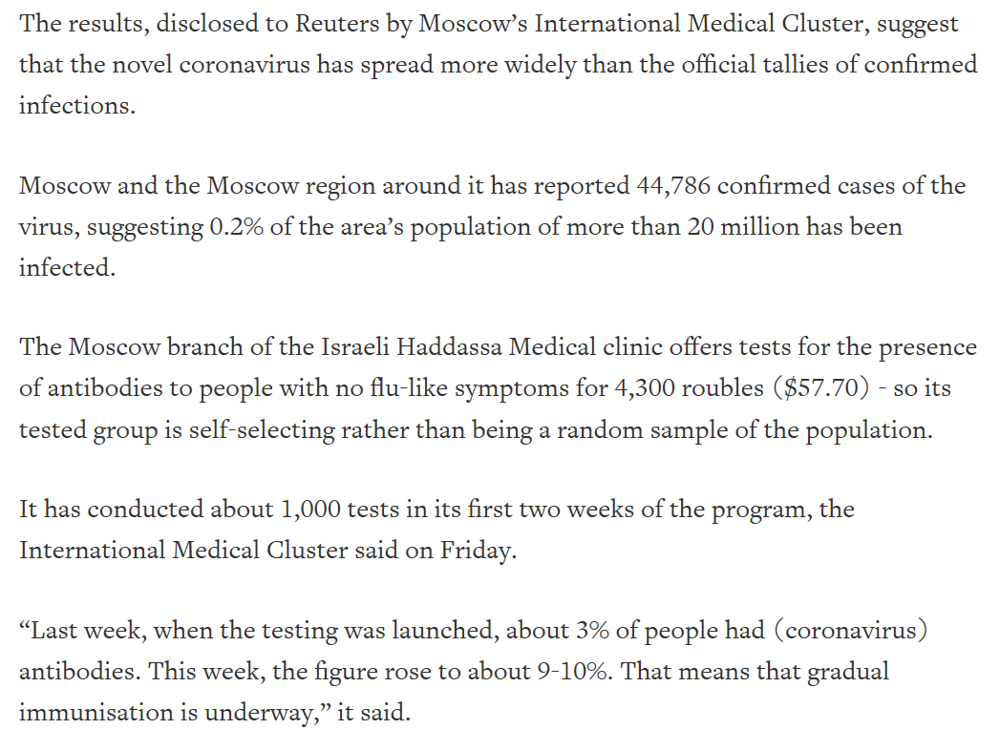 The results, disclosed to Reuters by Moscow’s International Medical Cluster, suggest
that the novel coronavirus has spread more widely than the official tallies of confirmed
infections.
Moscow and the Moscow region around it has reported 44,786 confirmed cases of the
virus, suggesting 0.2% of the area’s population of more than 20 million has been
infected.
The Moscow branch of the Israeli Haddassa Medical clinic offers tests for the presence
of antibodies to people with no flu-like symptoms for 4,300 roubles ($57.70) - so its
tested group is self-selecting rather than being a random sample of the population.
It has conducted about 1,000 tests in its first two weeks of the program, the
International Medical Cluster said on Friday.
“Last week, when the testing was launched, about 3% of people had (coronavirus)
antibodies. This week, the figure rose to about 9-10%. That means that gradual
immunisation is underway,” it said.